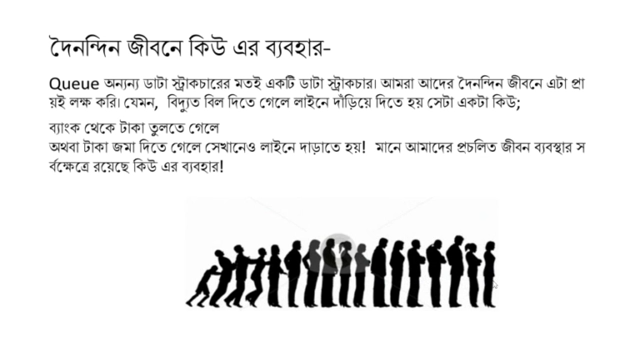 দৈনন্দিন জীবনে কিউ এর ব্যবহার-
Queue অন্যন্য ডাটা স্ট্রাকচারের মতই একটি ডাটা স্ট্রাকচার। আমরা আদের দৈনন্দিন জীবনে এটা প্রা
য়ই লক্ষ করি। যেমন, বিদ্যুত বিল দিতে গেলে লাইনে দাঁড়িয়ে দিতে হয় সেটা একটা কিউ;
ব্যাংক থেকে টাকা তুলতে গেলে
অথবা টাকা জমা দিতে গেলে সেখানেও লাইনে দাড়াতে হয়! মানে আমাদের প্রচলিত জীবন ব্যবস্থার স
র্বক্ষেত্রে রয়েছে কিউ এর ব্যবহার!